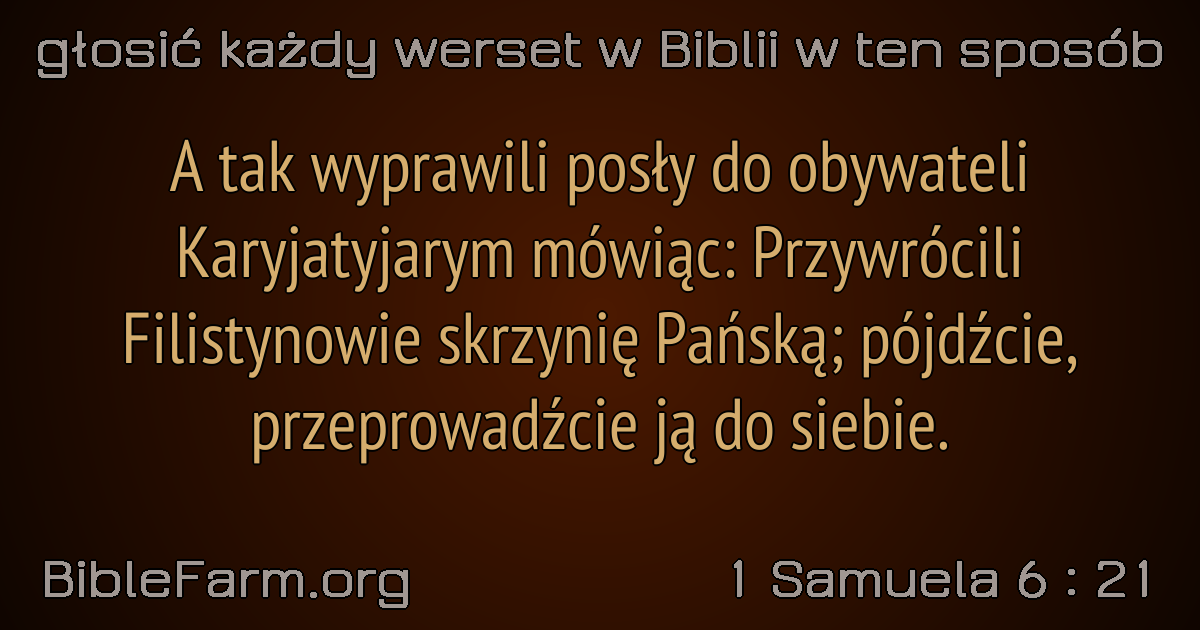 głosić każdy werset w Biblii w ten sposób
A tak wyprawili posły do obywateli
Karyjatyjarym mówiąc: Przywrócili
Filistynowie skrzynię Pańską; pójdźcie,
przeprowadźcie ją do siebie.
BibleFarm.org
1 Samuela 6 : 21